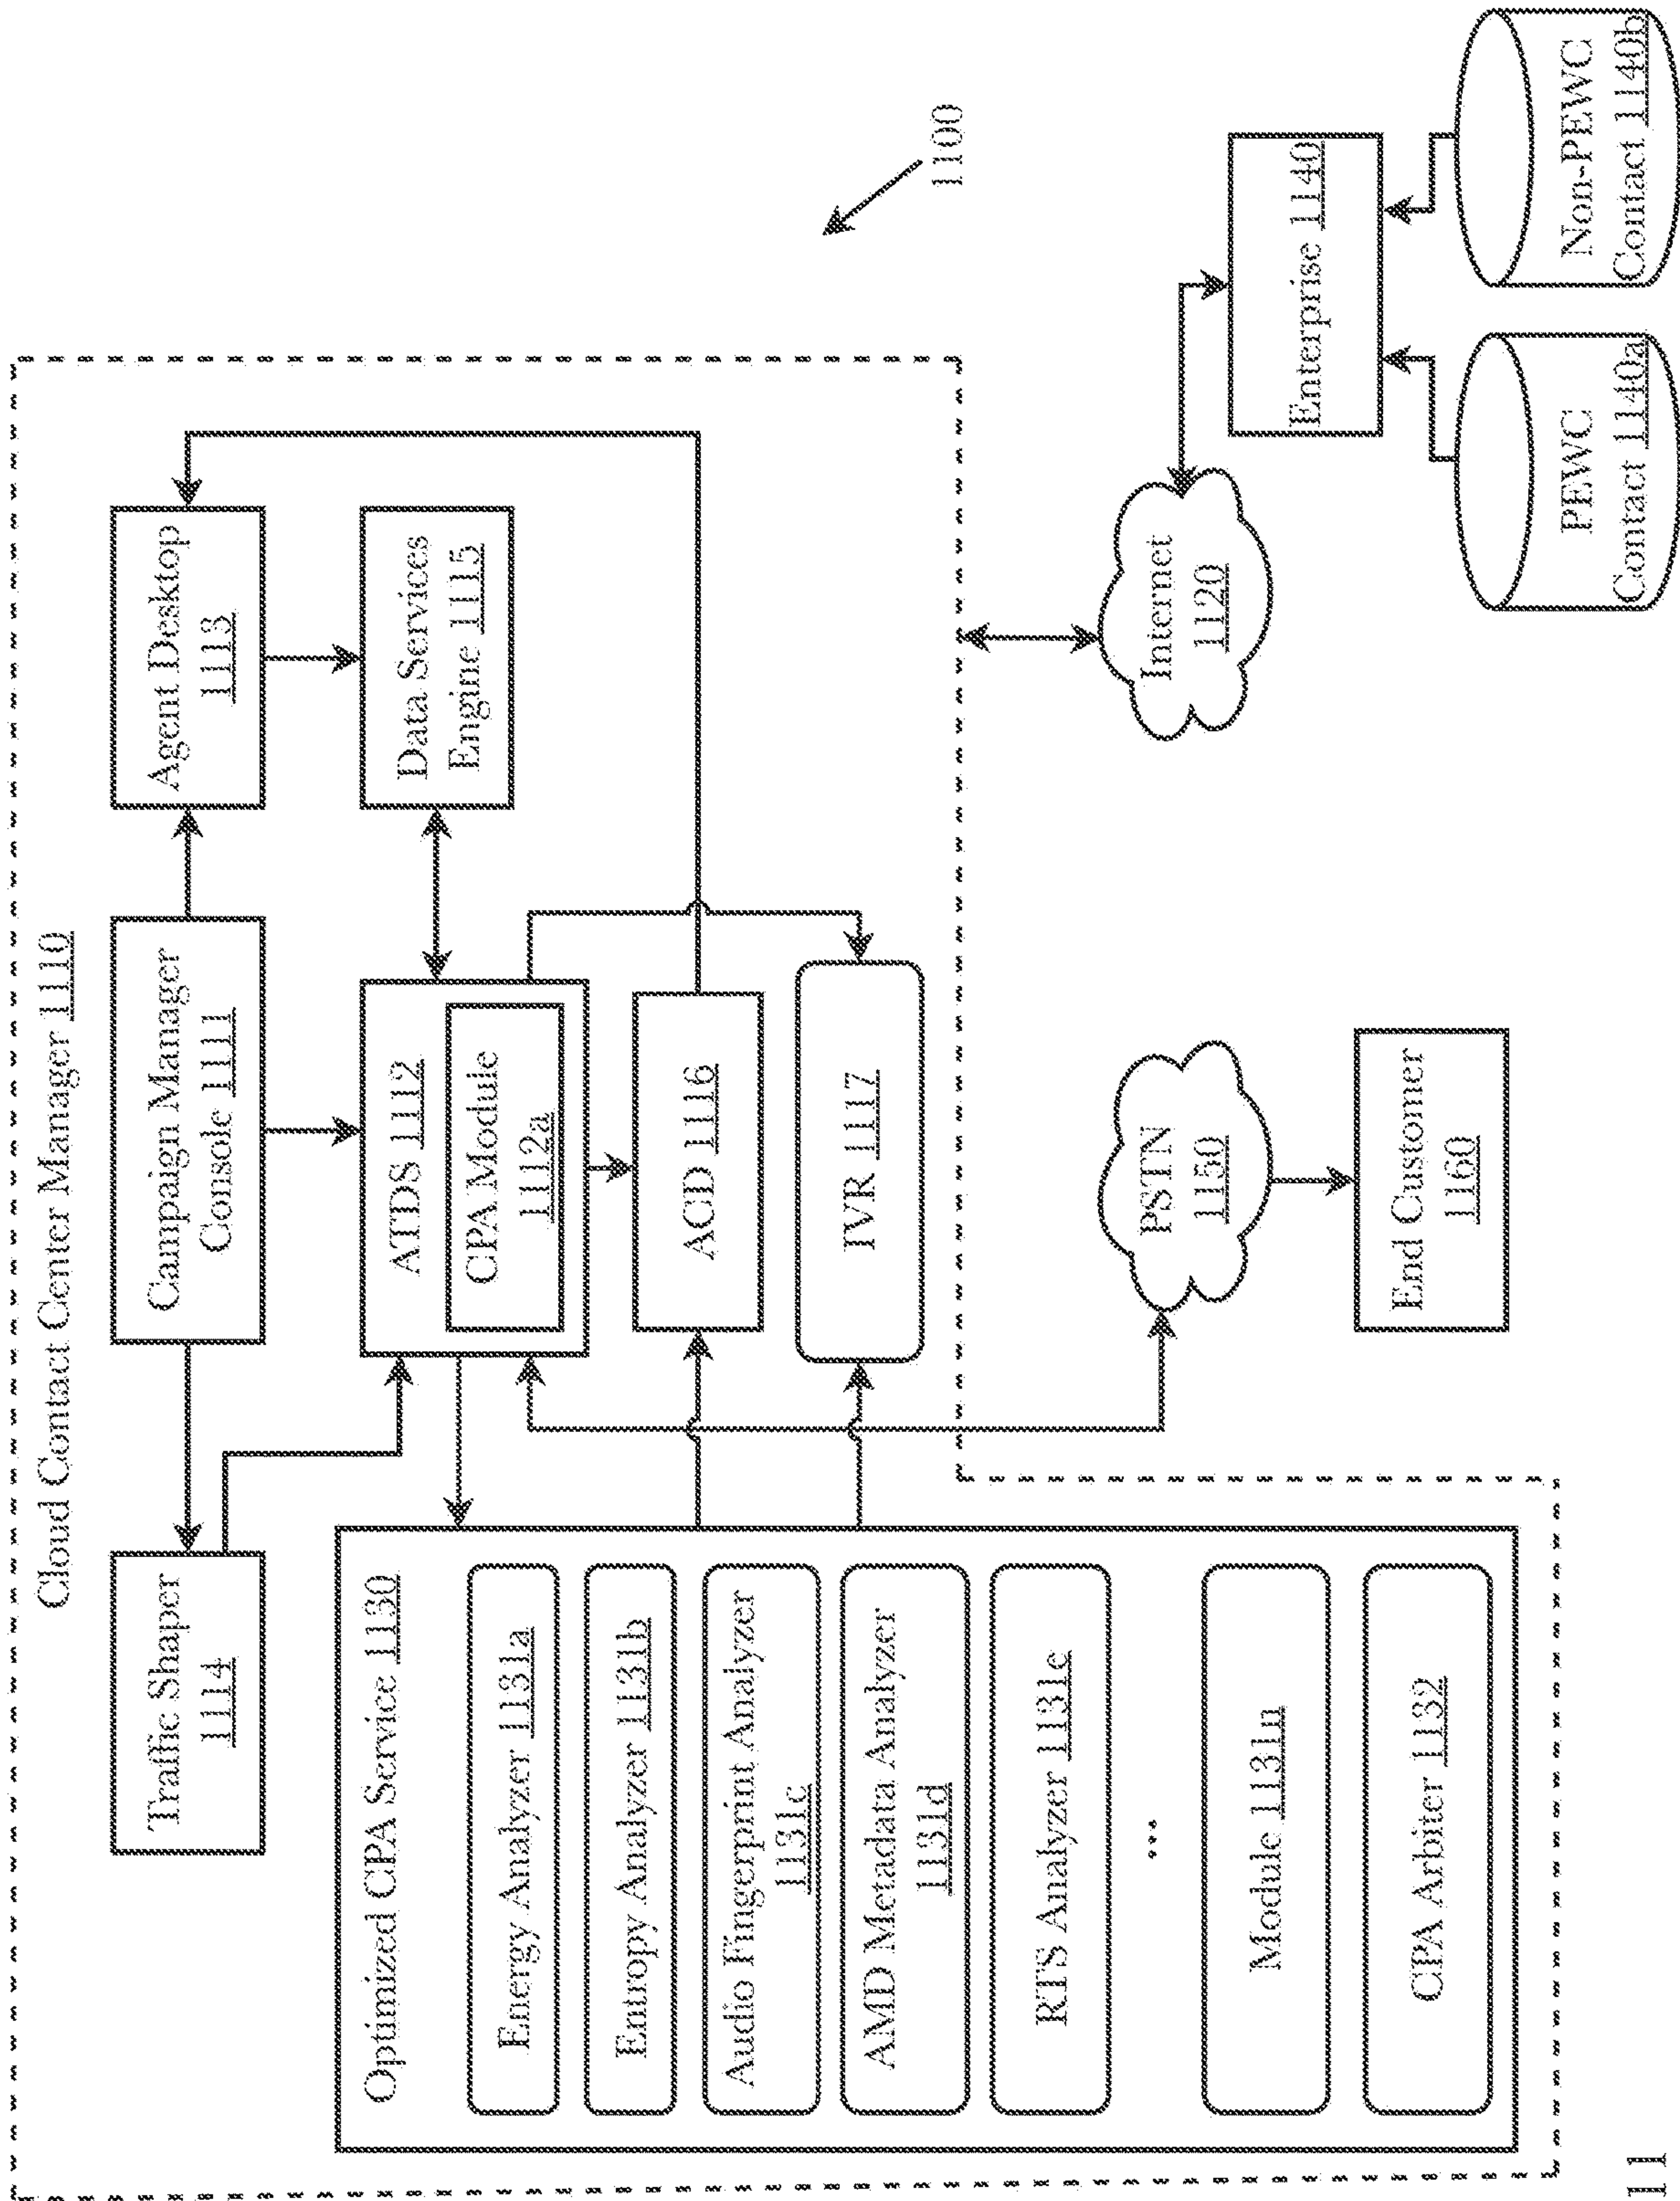 Cloud Contact Center Manager 1110
Traffic Shaper
1114
Campaign Manager
Console 1111
Agent Desktop
1113
Optimized CPA Service 1130
Energy Analyzer 1131a
Entropy Analyzer 1131b
Audio Fingerprint Analyzer
1131c
AMD Metadata Analyzer
1131d
RTS Analyzer 1131e
...
Module 1131n
CPA Arbiter 1132
ATDS 1112
CPA Module
1112a
Data Services
Engine 1115
ACD 1116
IVR 1117
1100
PSTN
1150
Internet
1120
End Customer
1160
Enterprise 1140
PEWC
Contact 1140a
Non-PEWC
Contact 1140b
11